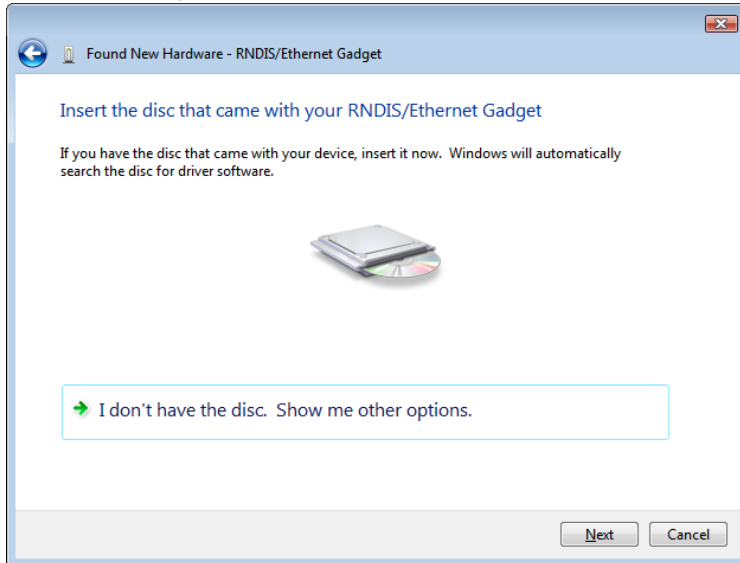 Found New Hardware - RNDIS/Ethernet Gadget
Insert the disc that came with your RNDIS/Ethernet Gadget
If you have the disc that came with your device, insert it now.  Windows will automatically
search the disc for driver software.
I don't have the disc.  Show me other options.
Next
Cancel